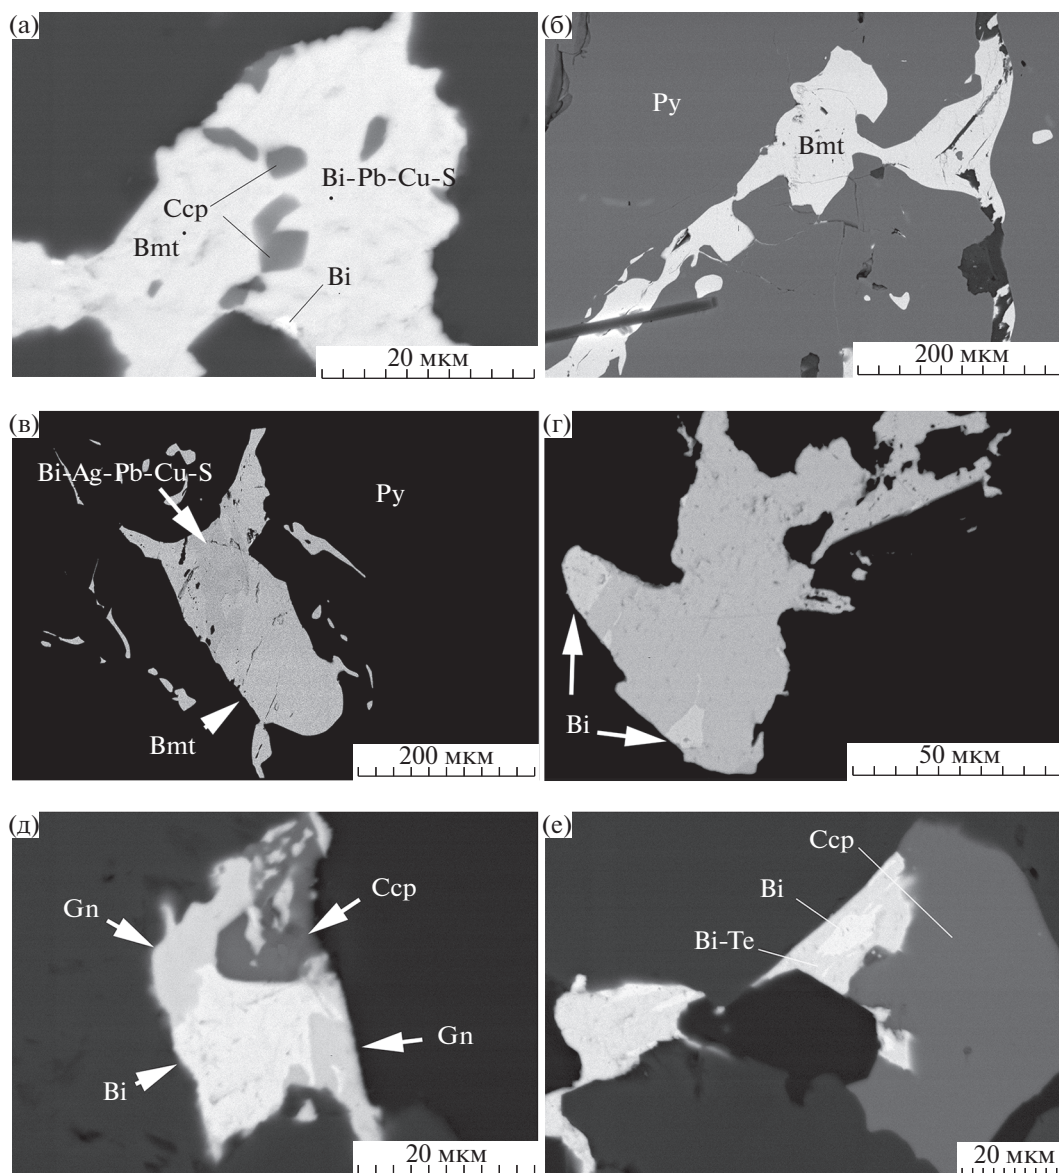 (а)
Bi-Pb-Cu-S
Ccp
Bmt
Bi
20 мкм
(б)
Py
Bmt
200 мкм
(в)
Bi-Ag-Pb-Cu-S
Py
Bmt
200 мкм
(г)
Bi
50 мкм
(д)
Gn
Ccp
Gn
Bi
20 мкм
(е)
Ccp
Bi
Bi-Te
20 мкм